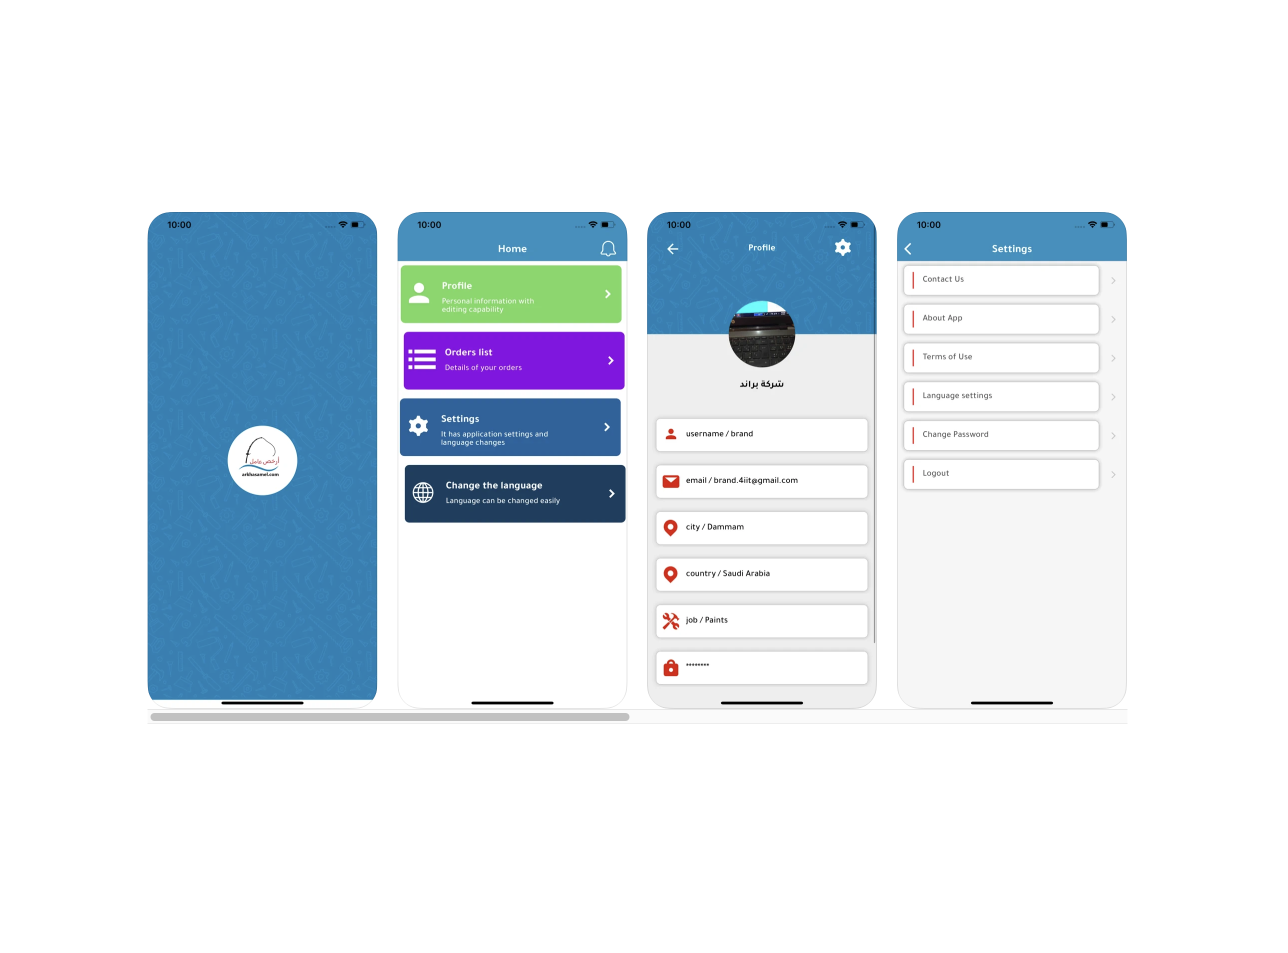 10:00
أرخص عامل
arkhasamel.com
10:00
Home
Profile
Personal information with
editing capability
Orders list
Details of your orders
Settings
It has application settings and
language changes
Change the language
Language can be changed easily
10:00
Profile
شركة براند
username / brand
email / brand.4iit@gmail.com
city / Dammam
country / Saudi Arabia
job / Paints
********
10:00
Settings
Contact Us
About App
Terms of Use
Language settings
Change Password
Logout